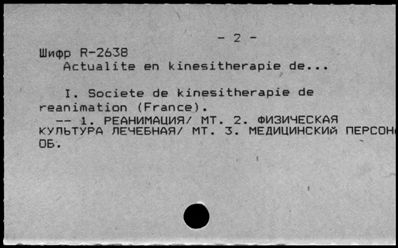 - 2 -
Шифр R-2638
Actualite en kinesitherapie de...
I. Societe de kinesitherapie de
reanimation (France).
-- 1. РЕАНИМАЦИЯ/ МТ. 2. ФИЗИЧЕСКАЯ
КУЛЬТУРА ЛЕЧЕБНАЯ/ МТ. 3. МЕДИЦИНСКИЙ ПЕРСОН
ОБ.